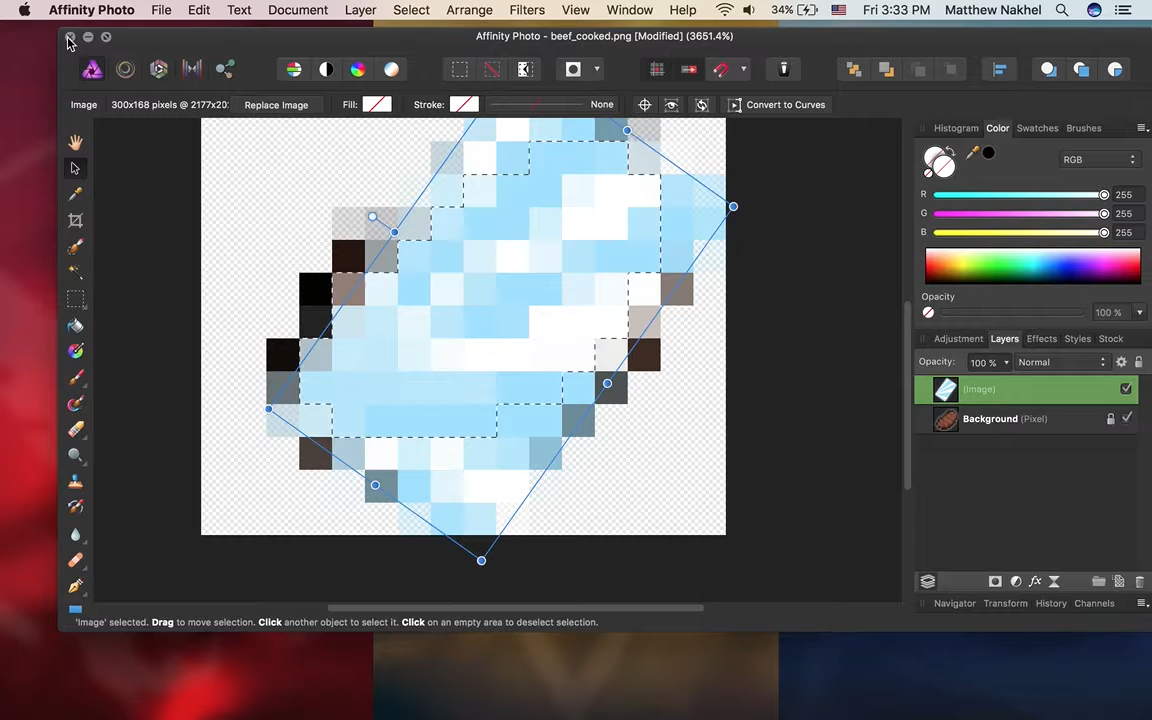 Affinity Photo File Edit Text Document Layer Select Arrange Filters View Window Help 34% Fri 3:33 PM Matthew Nakhel
Affinity Photo - beef_cooked.png [Modified] (3651.4%)
Image 300x168 pixels @ 2177x20: Replace Image Fill: Stroke: None Convert to Curves
Histogram Color Swatches Brushes
RGB
R 255
G 255
B 255
Opacity
100 %
Adjustment Layers Effects Styles Stock
Opacity: 100 % Normal
(Image)
Background (Pixel)
fx
Navigator Transform History Channels
'Image' selected. Drag to move selection. Click another object to select it. Click on an empty area to deselect selection.